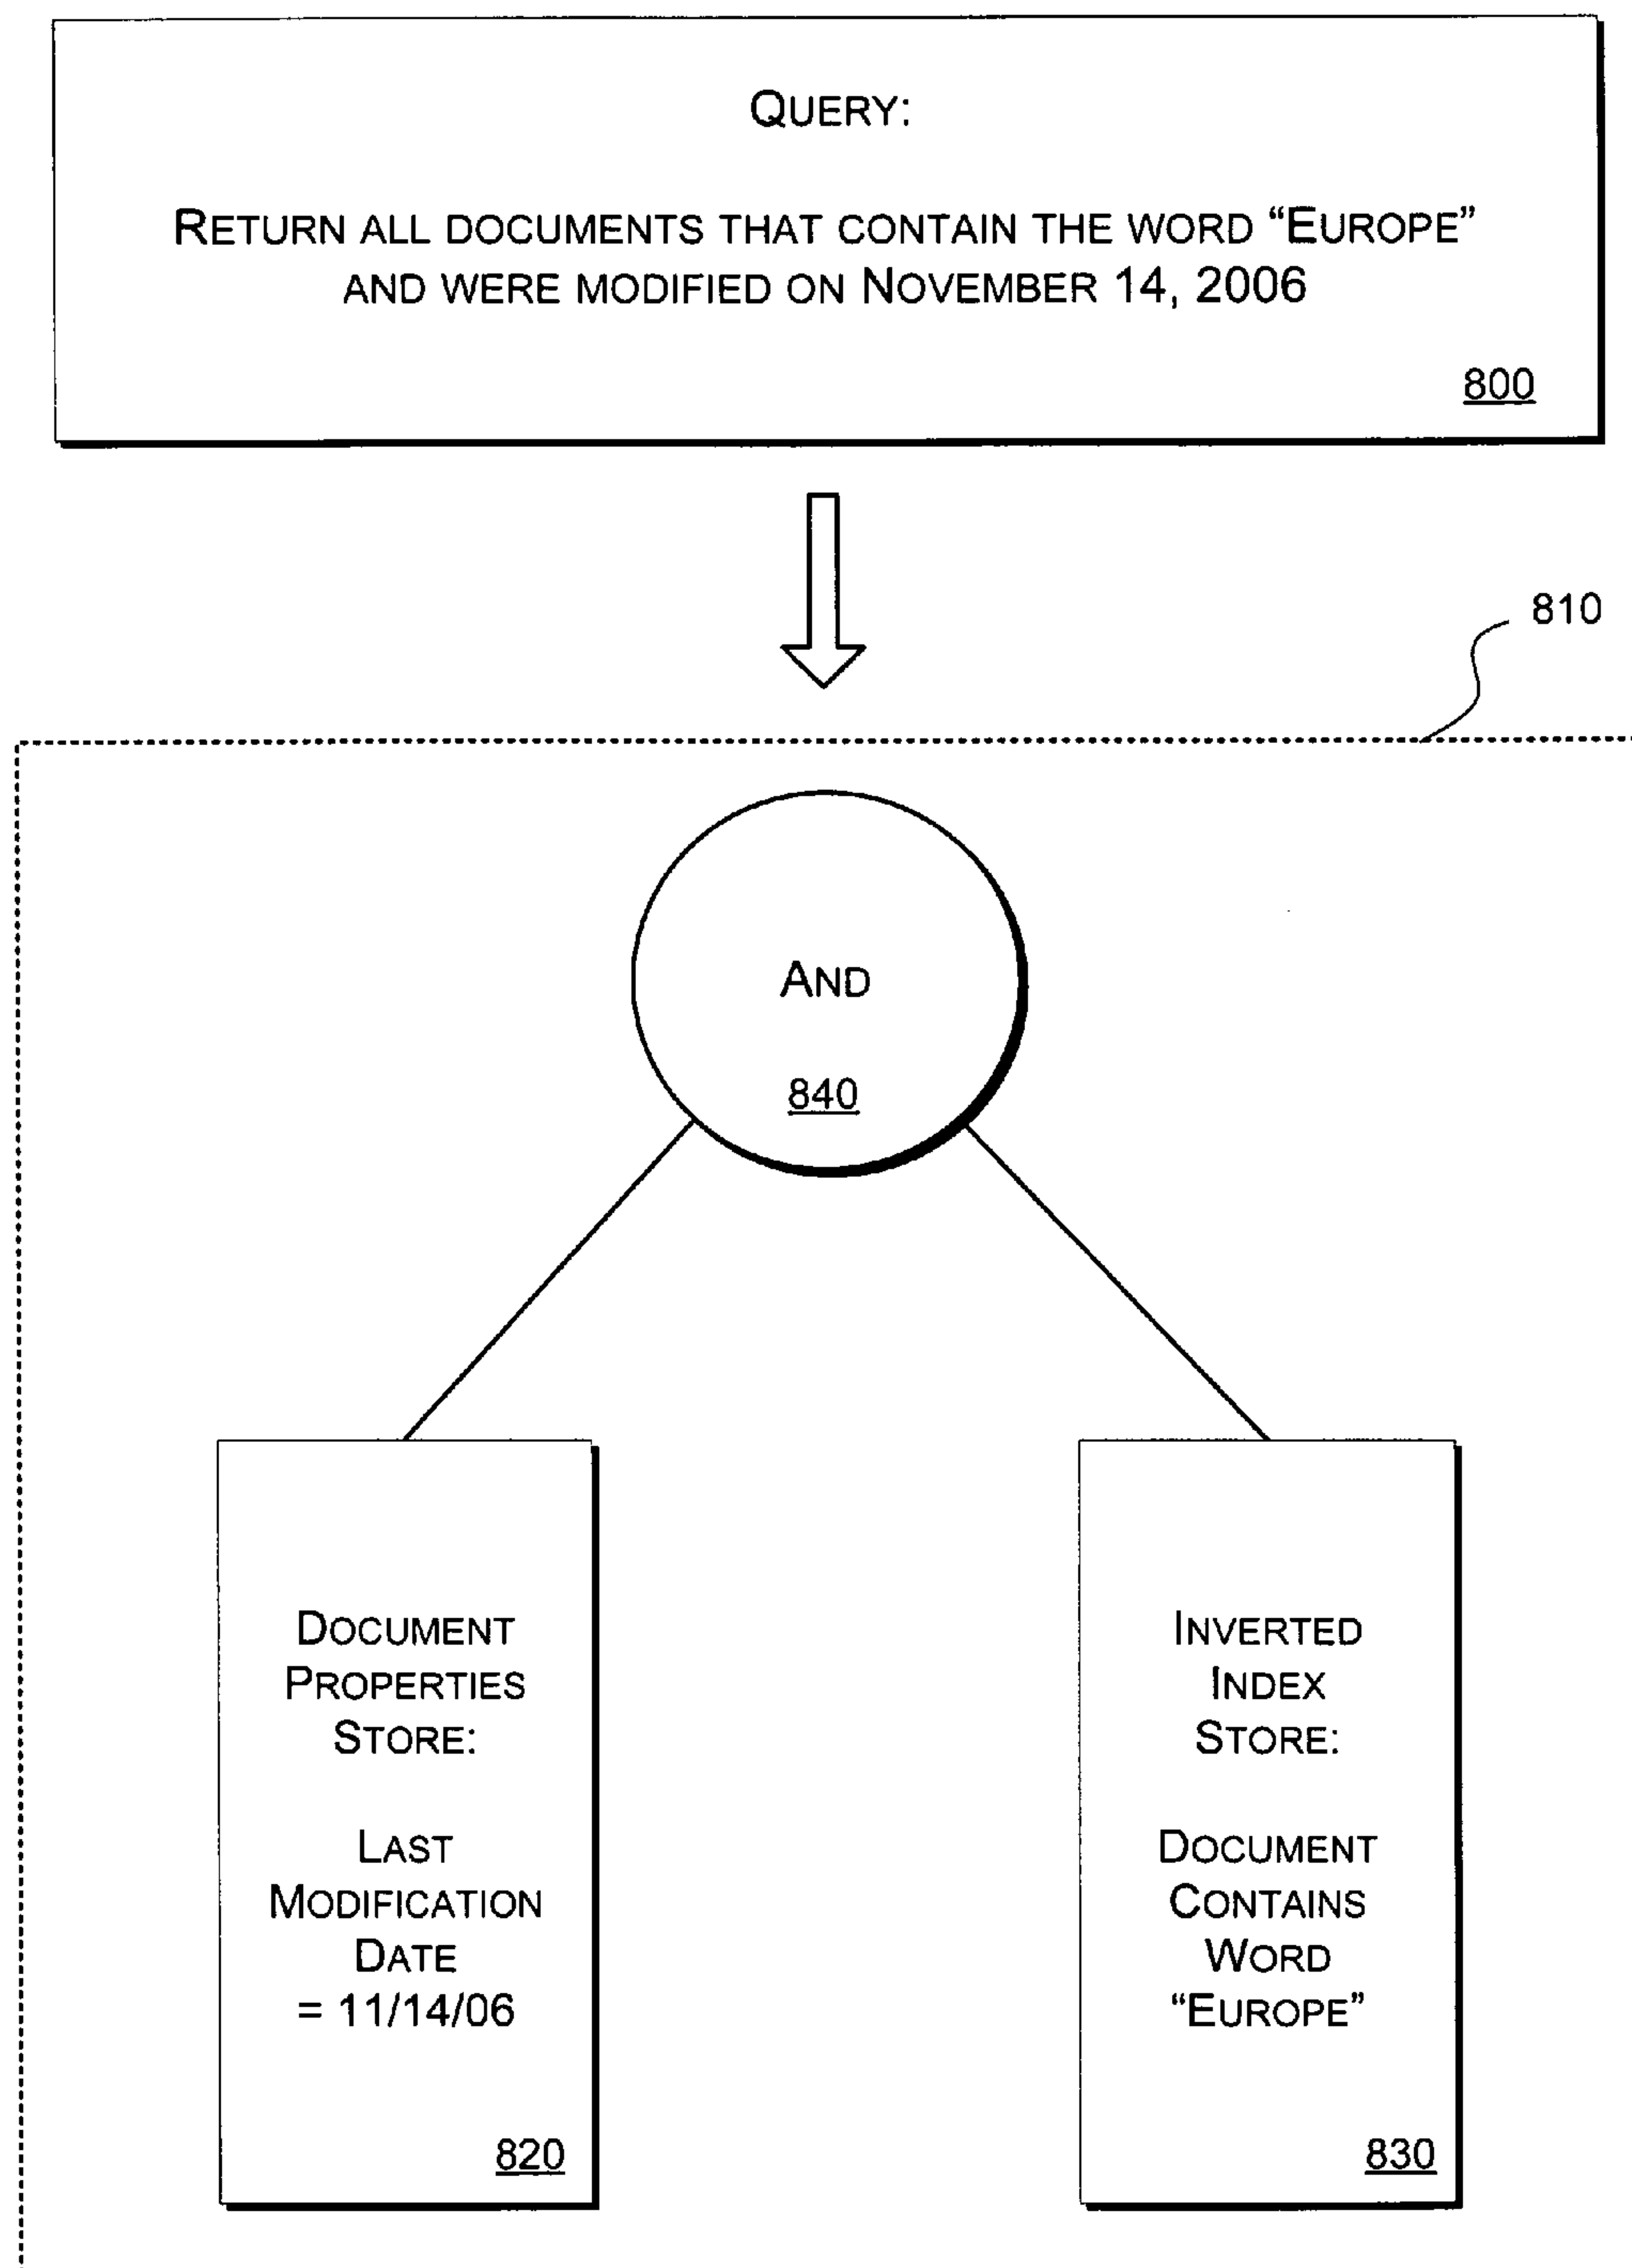 QUERY:
RETURN ALL DOCUMENTS THAT CONTAIN THE WORD “EUROPE”
AND WERE MODIFIED ON NOVEMBER 14, 2006
800
810
AND
840
DOCUMENT
PROPERTIES
STORE:
LAST
MODIFICATION
DATE
= 11/14/06
820
INVERTED
INDEX
STORE:
DOCUMENT
CONTAINS
WORD
“EUROPE”
830